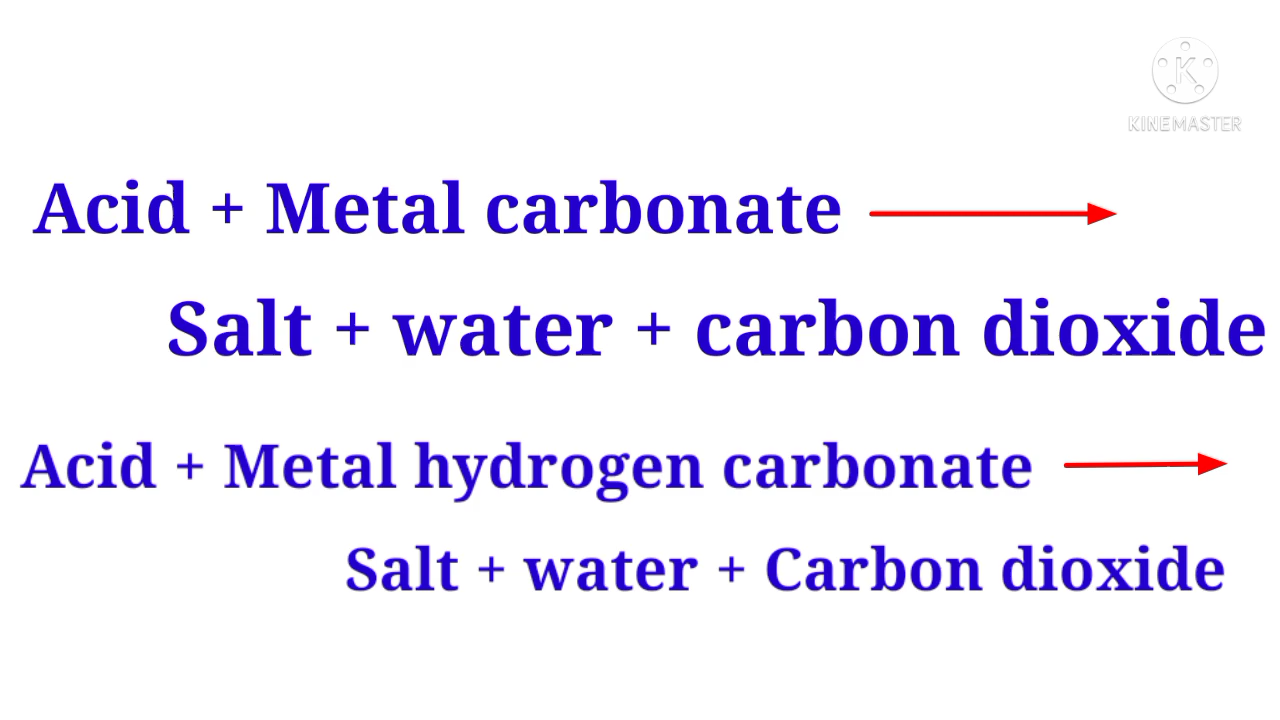 KINEMASTER
Acid + Metal carbonate
Salt + water + carbon dioxide
Acid + Metal hydrogen carbonate
Salt + water + Carbon dioxide